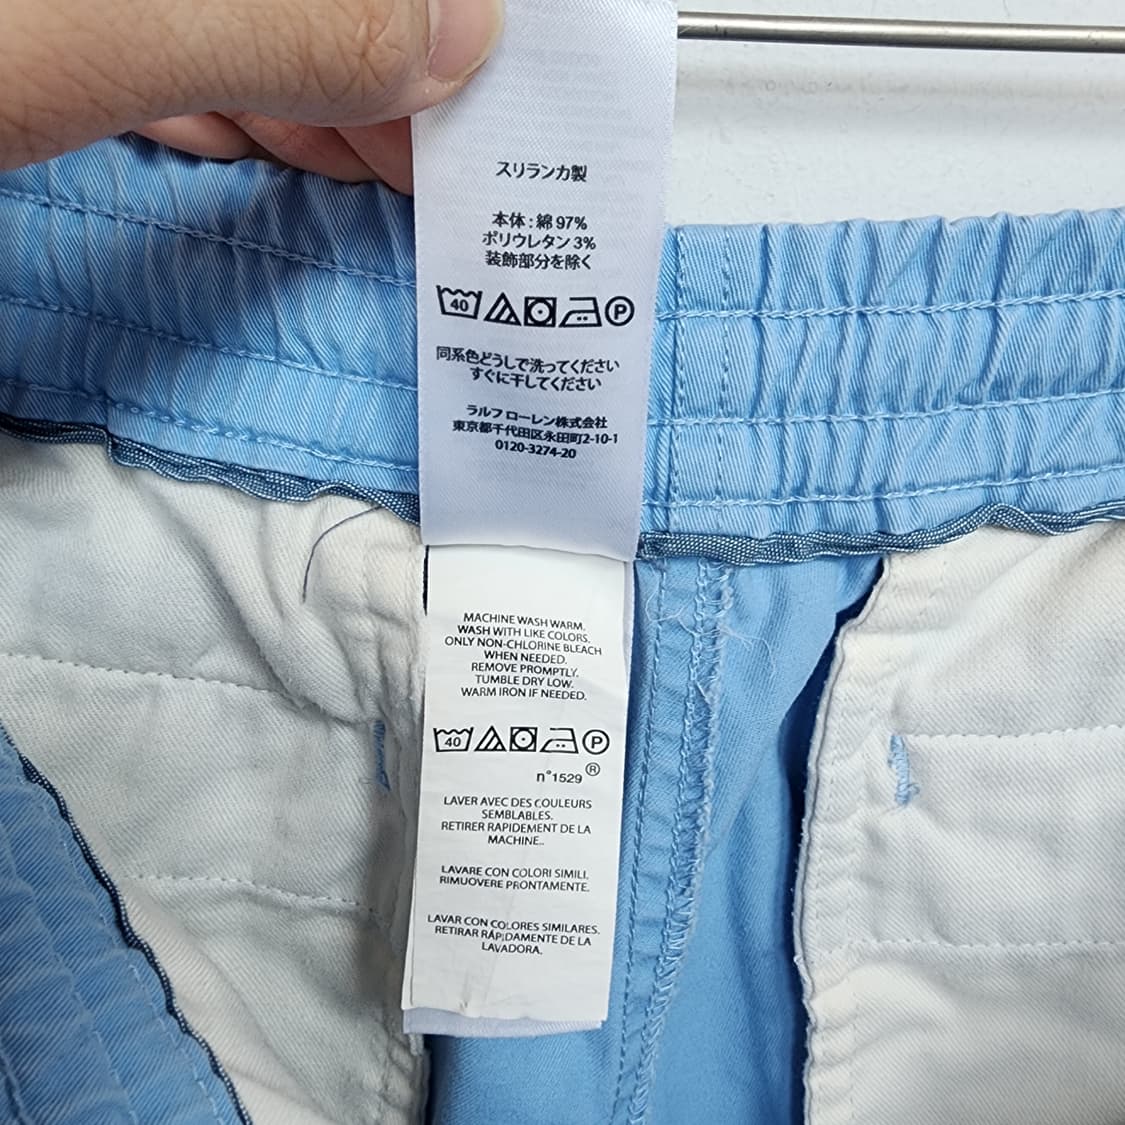 スリランカ製
本体：綿 97%
ポリウレタン 3%
装飾部分を除く
40 P
同系色どうしで洗ってください
すぐに干してください
ラルフ ローレン株式会社
東京都千代田区永田町2-10-1
0120-3274-20
MACHINE WASH WARM.
WASH WITH LIKE COLORS.
ONLY NON-CHLORINE BLEACH
WHEN NEEDED.
REMOVE PROMPTLY.
TUMBLE DRY LOW.
WARM IRON IF NEEDED.
40 P
n°1529®
LAVER AVEC DES COULEURS
SEMBLABLES.
RETIRER RAPIDEMENT DE LA
MACHINE..
LAVARE CON COLORI SIMILI.
RIMUOVERE PRONTAMENTE.
LAVAR CON COLORES SIMILARES.
RETIRAR RÁPIDAMENTE DE LA
LAVADORA.